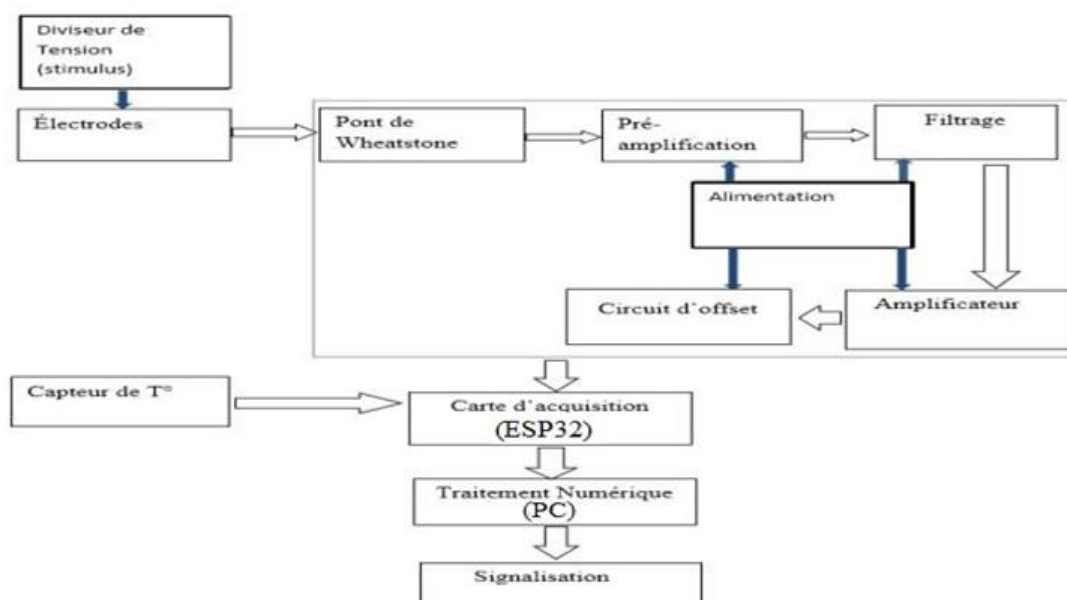 Diviseur de
Tension
(stimulus)
Électrodes
Pont de
Wheatstone
Pré-
amplification
Filtrage
Alimentation
Circuit d'offset
Amplificateur
Capteur de T°
Carte d'acquisition
(ESP32)
Traitement Numérique
(PC)
Signalisation